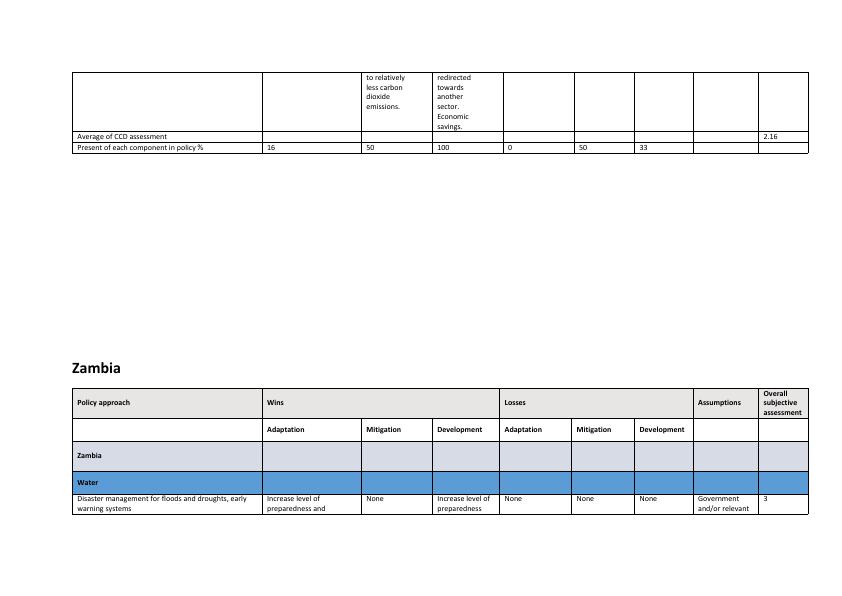 to relatively
less carbon
dioxide
emissions.
redirected
towards
another
sector.
Economic
savings.
Average of CCD assessment 2.16
Present of each component in policy % 16 50 100 0 50 33
Zambia
Policy approach Wins Losses Assumptions Overall
subjective
assessment
Adaptation Mitigation Development Adaptation Mitigation Development
Zambia
Water
Disaster management for floods and droughts, early
warning systems
Increase level of
preparedness and
None
Increase level of
preparedness
None
None
None
Government
and/or relevant
3